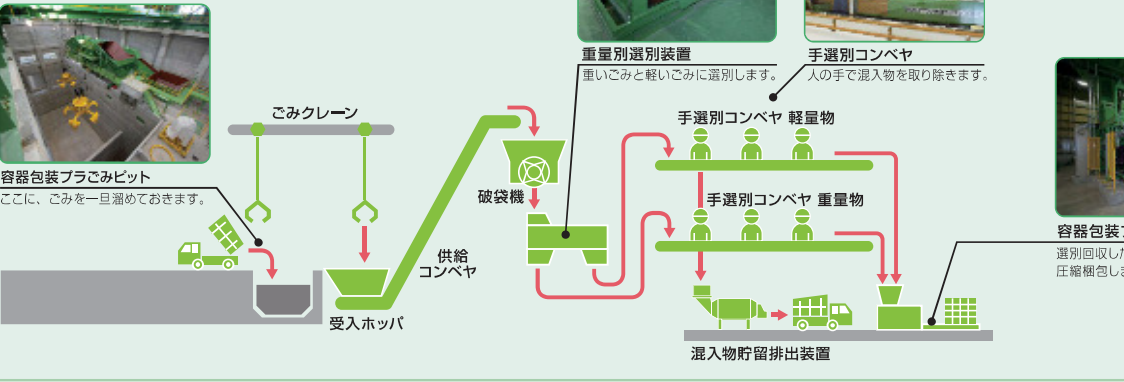 重量別選別装置
重いごみと軽いごみに選別します。
手選別コンベヤ
人の手で混入物を取り除きます。
ごみクレーン
手選別コンベヤ 軽量物
容器包装プラごみピット
ここに、ごみを一旦溜めておきます。
破袋機
手選別コンベヤ 重量物
供給
コンベヤ
容器包装
選別回収し
圧縮梱包し
受入ホッパ
混入物貯留排出装置